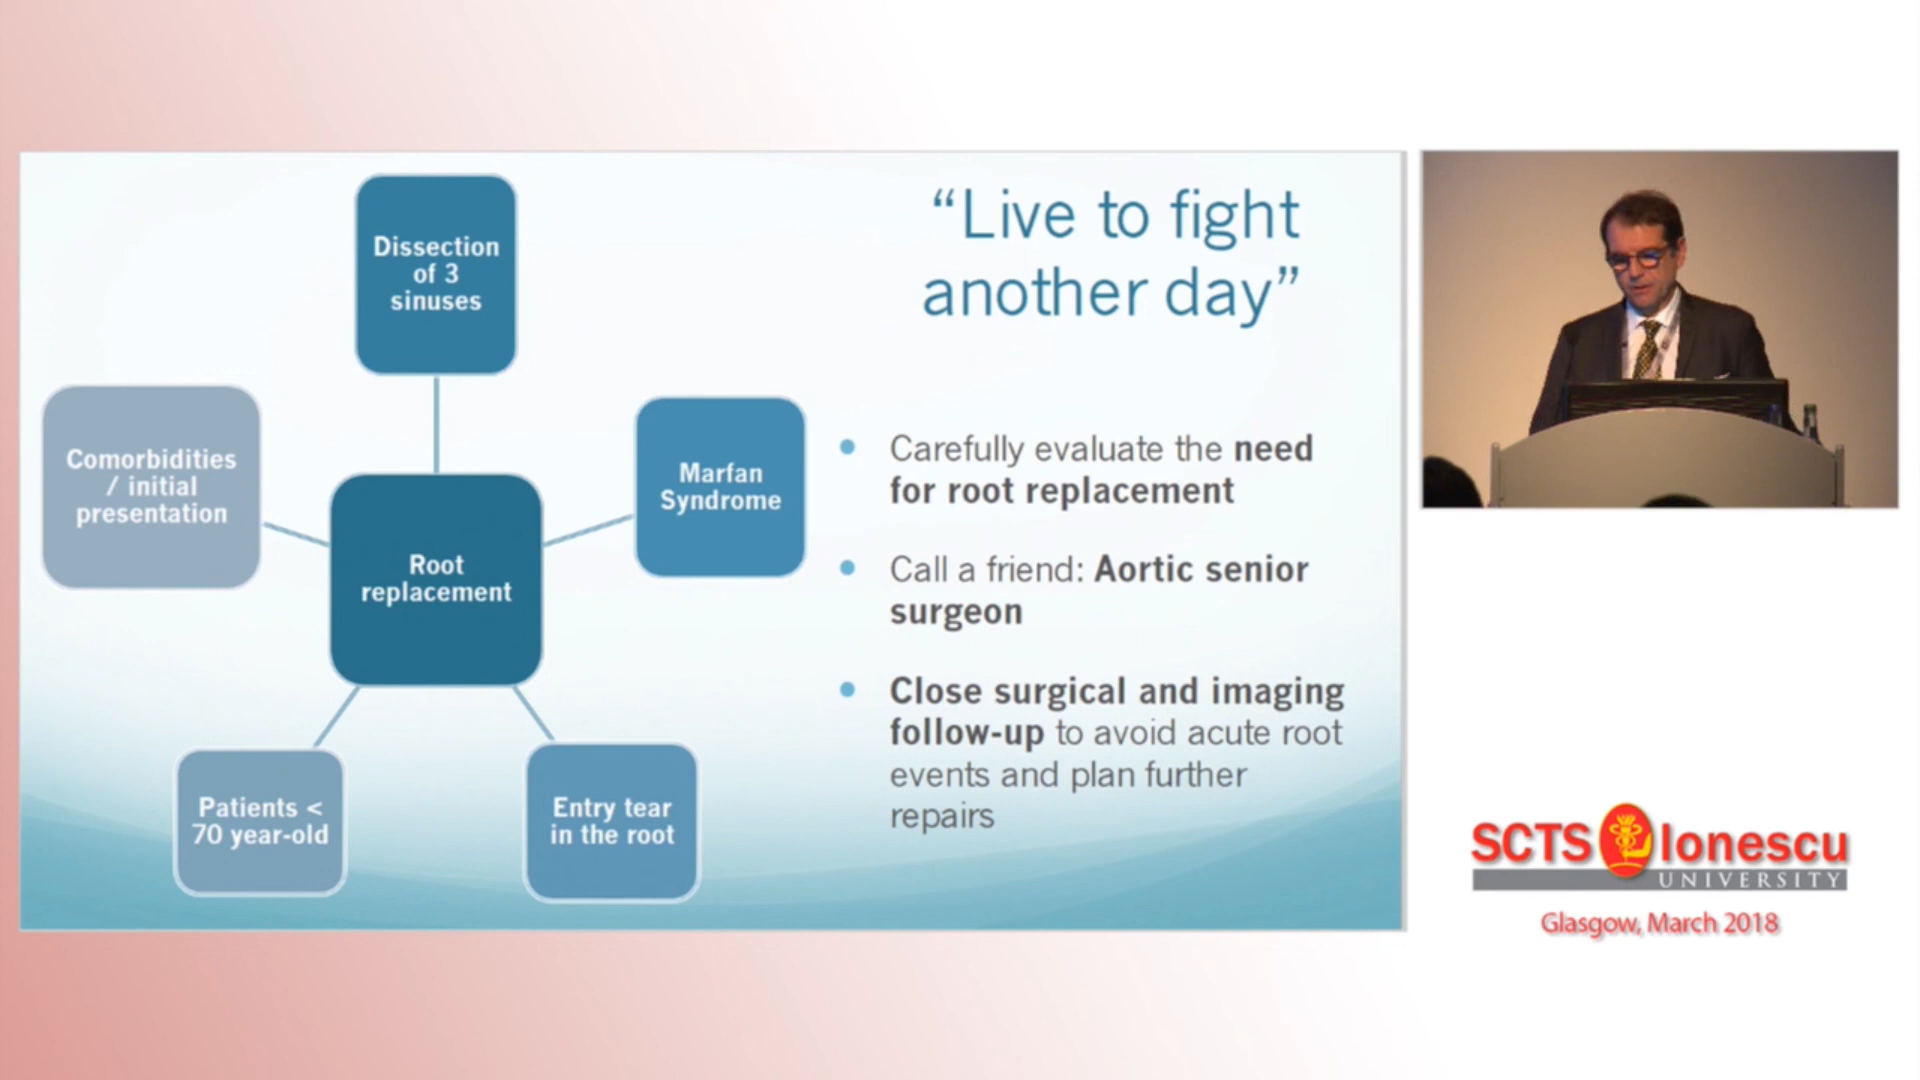 Dissection
of 3
sinuses
Comorbidities
/ initial
presentation
Marfan
Syndrome
Root
replacement
Patients <
70 year-old
Entry tear
in the root
“Live to fight
another day”
• Carefully evaluate the need
for root replacement
• Call a friend: Aortic senior
surgeon
• Close surgical and imaging
follow-up to avoid acute root
events and plan further
repairs
SCTS Ionescu
UNIVERSITY
Glasgow, March 2018